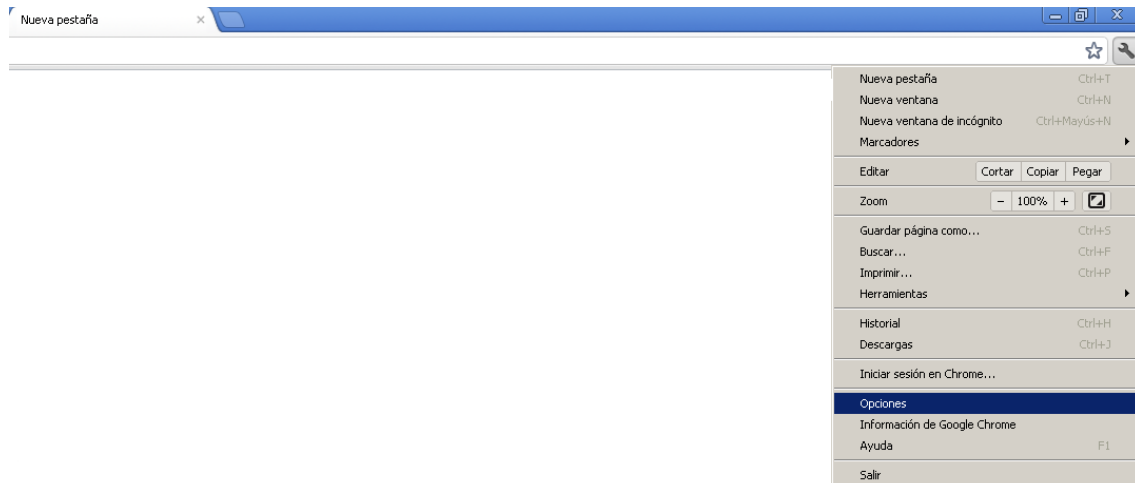 Nueva pestaña
Nueva pestaña Ctrl+T
Nueva ventana Ctrl+N
Nueva ventana de incógnito Ctrl+Mayús+N
Marcadores
Editar Cortar Copiar Pegar
Zoom - 100% +
Guardar página como... Ctrl+S
Buscar... Ctrl+F
Imprimir... Ctrl+P
Herramientas
Historial Ctrl+H
Descargas Ctrl+J
Iniciar sesión en Chrome...
Opciones
Información de Google Chrome
Ayuda F1
Salir